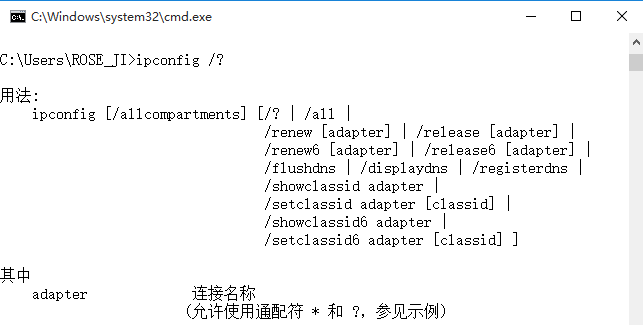 C:\Windows\system32\cmd.exe
C:\Users\ROSE_JI>ipconfig /?
用法:
ipconfig [/allcompartments] [/? | /all |
/renew [adapter] | /release [adapter] |
/renew6 [adapter] | /release6 [adapter] |
/flushdns | /displaydns | /registerdns |
/showclassid adapter |
/setclassid adapter [classid] |
/showclassid6 adapter |
/setclassid6 adapter [classid] ]
其中
adapter 连接名称
(允许使用通配符 * 和 ?，参见示例)